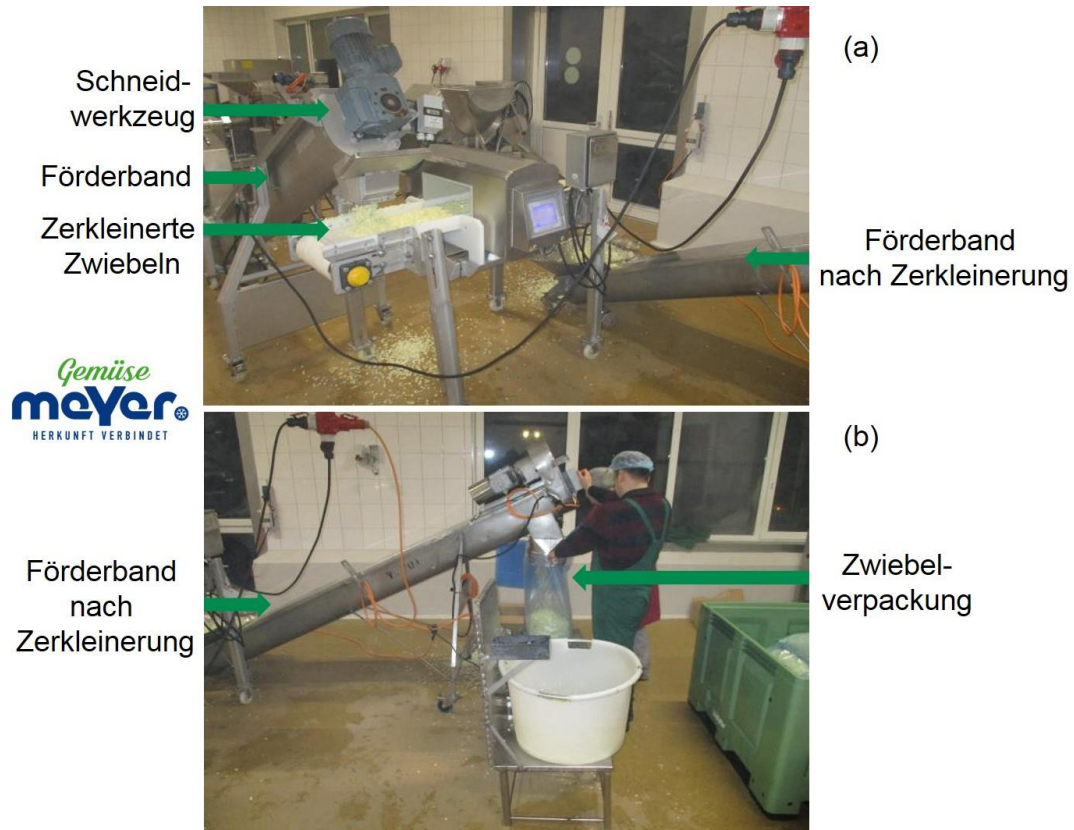 (a)
Schneid-
werkzeug
Förderband
Zerkleinerte
Zwiebeln
Förderband
nach Zerkleinerung
Gemüse
meyer
HERKUNFT VERBINDET
(b)
Förderband
nach
Zerkleinerung
Zwiebel-
verpackung